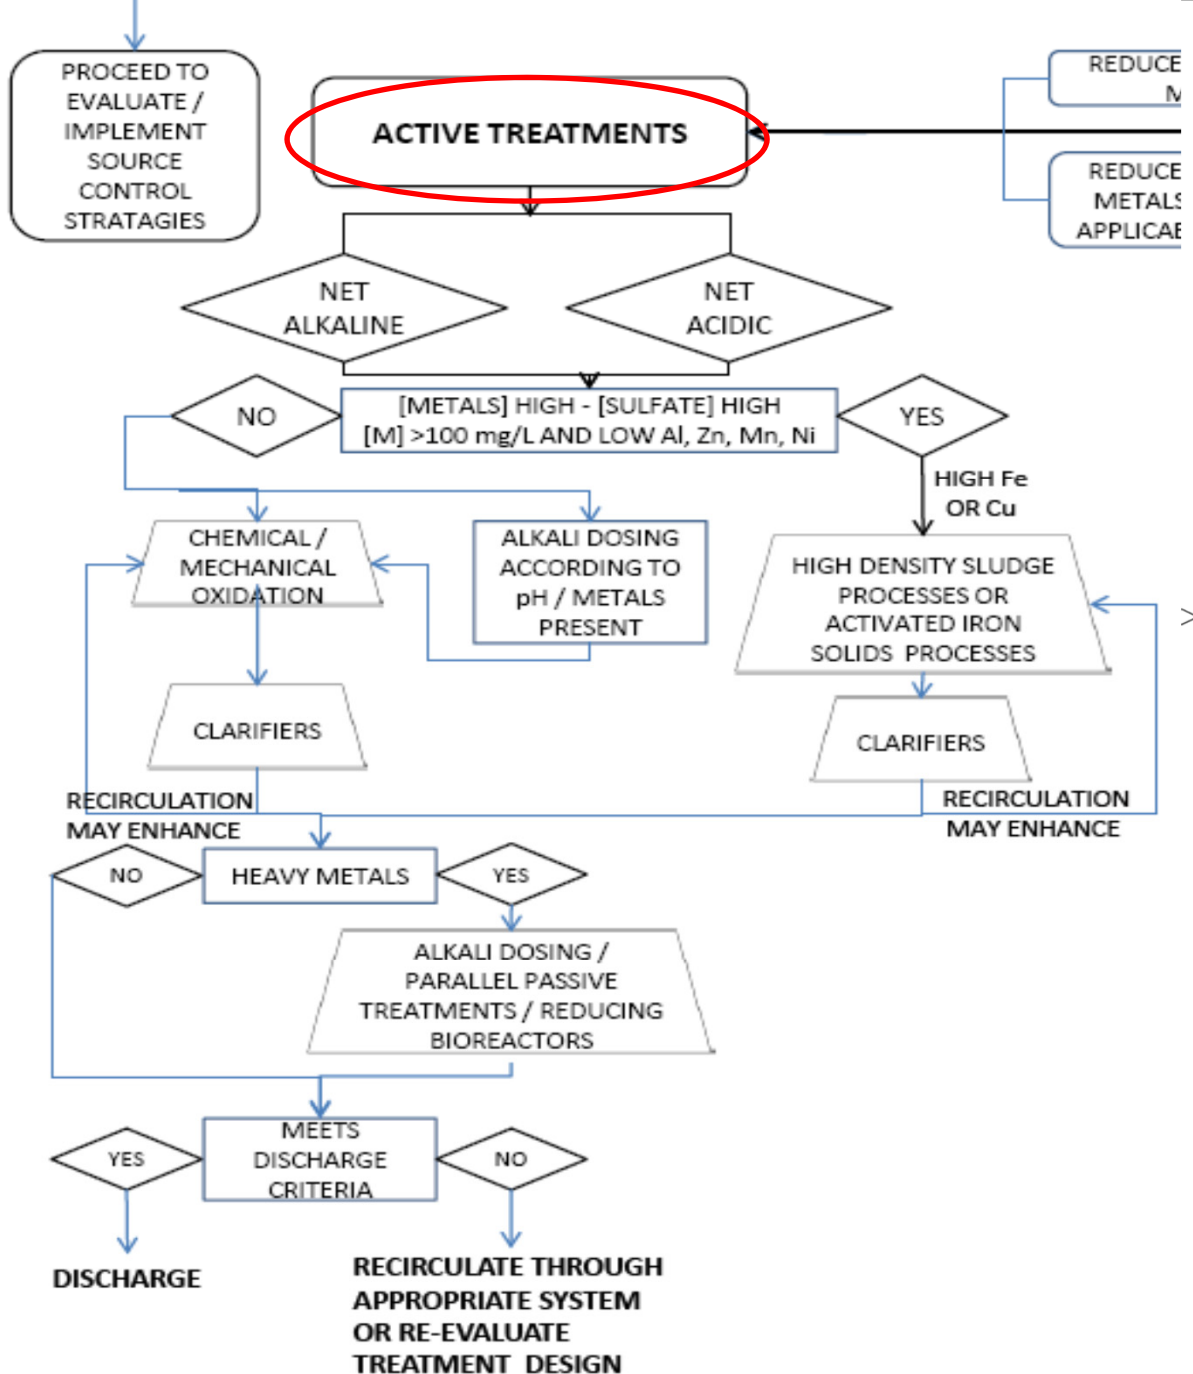 PROCEED TO
EVALUATE /
IMPLEMENT
SOURCE
CONTROL
STRATAGIES
ACTIVE TREATMENTS
REDUCE
M
REDUCE
METALS
APPLICAB
NET
ALKALINE
NET
ACIDIC
NO
[METALS] HIGH - [SULFATE] HIGH
[M] >100 mg/L AND LOW Al, Zn, Mn, Ni
YES
HIGH Fe
OR Cu
CHEMICAL /
MECHANICAL
OXIDATION
ALKALI DOSING
ACCORDING TO
pH / METALS
PRESENT
HIGH DENSITY SLUDGE
PROCESSES OR
ACTIVATED IRON
SOLIDS PROCESSES
>
CLARIFIERS
CLARIFIERS
RECIRCULATION
MAY ENHANCE
RECIRCULATION
MAY ENHANCE
NO
HEAVY METALS
YES
ALKALI DOSING /
PARALLEL PASSIVE
TREATMENTS / REDUCING
BIOREACTORS
YES
MEETS
DISCHARGE
CRITERIA
NO
DISCHARGE
RECIRCULATE THROUGH
APPROPRIATE SYSTEM
OR RE-EVALUATE
TREATMENT DESIGN